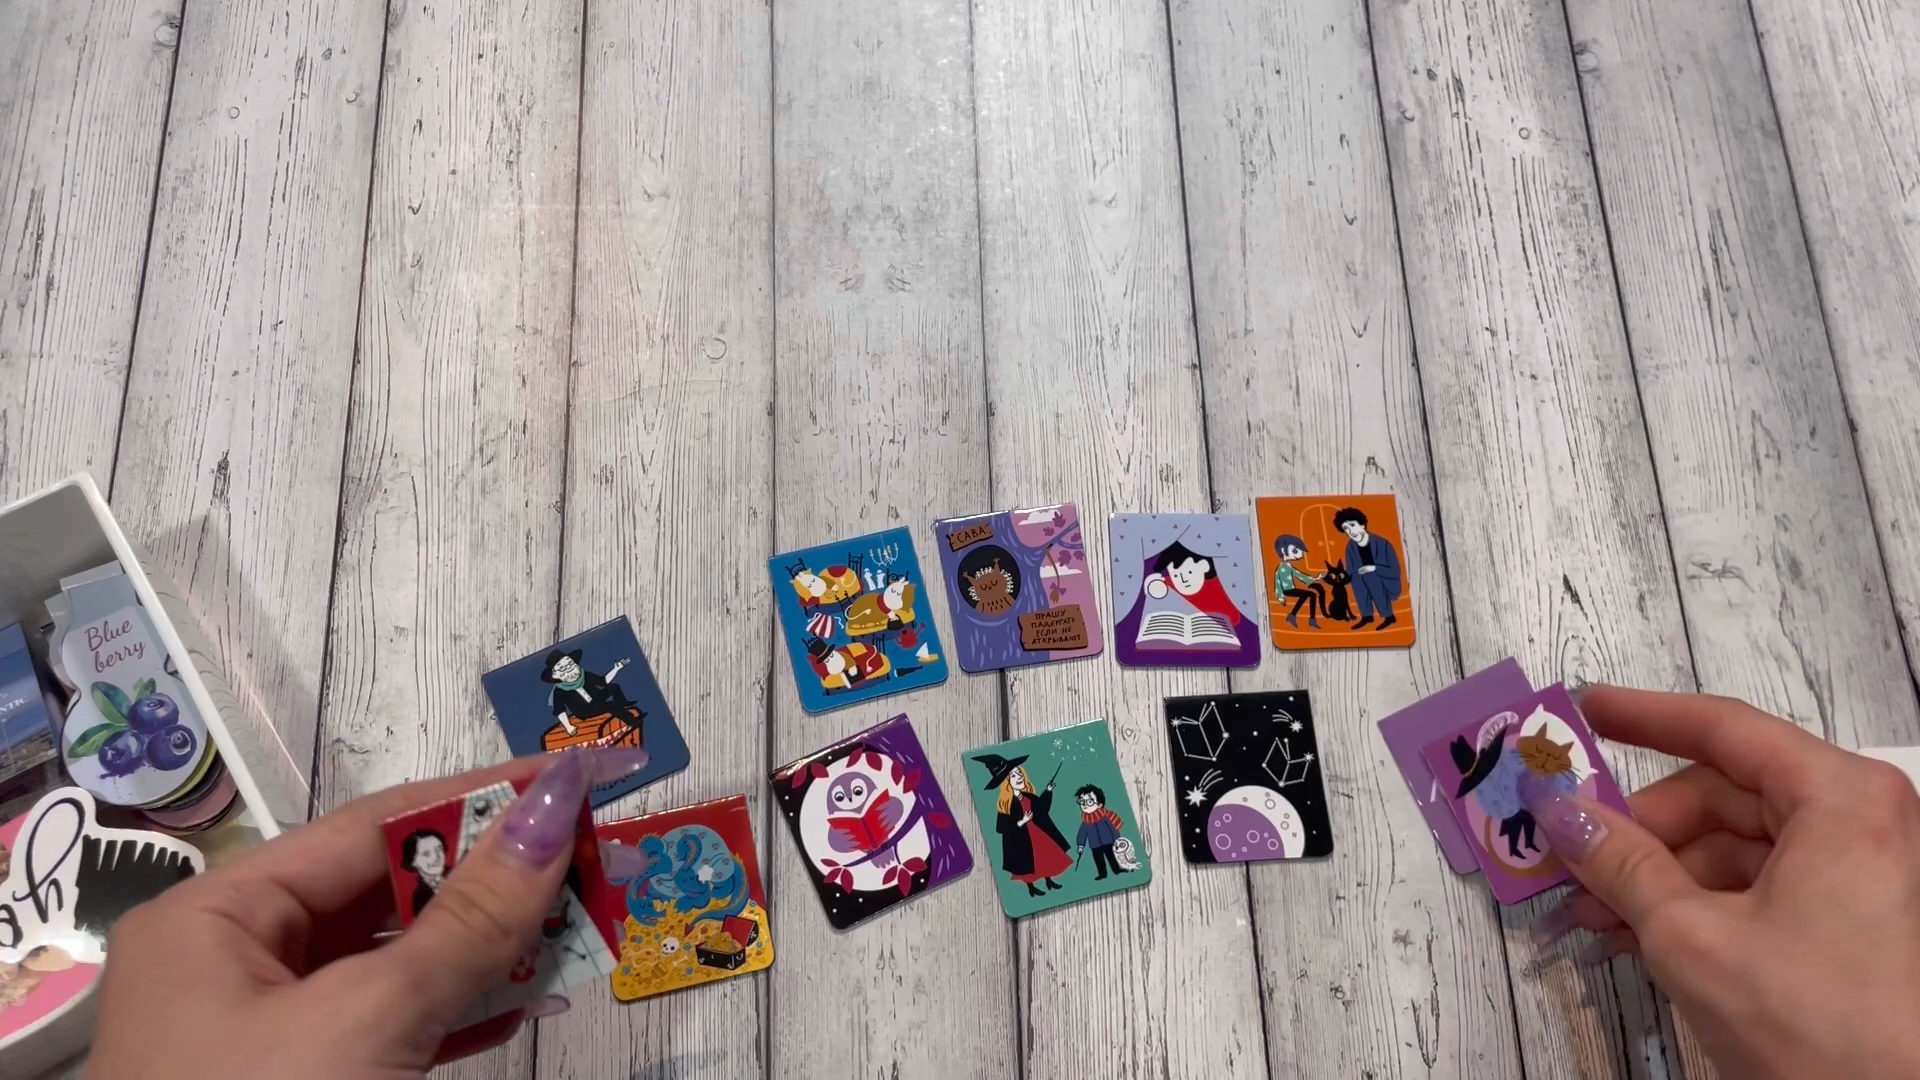 САВА
ПРАШУ
ПАДЕРГАТЬ
ЕСЛИ НЕ
АТКРЫВАЮТ
Blue
berry